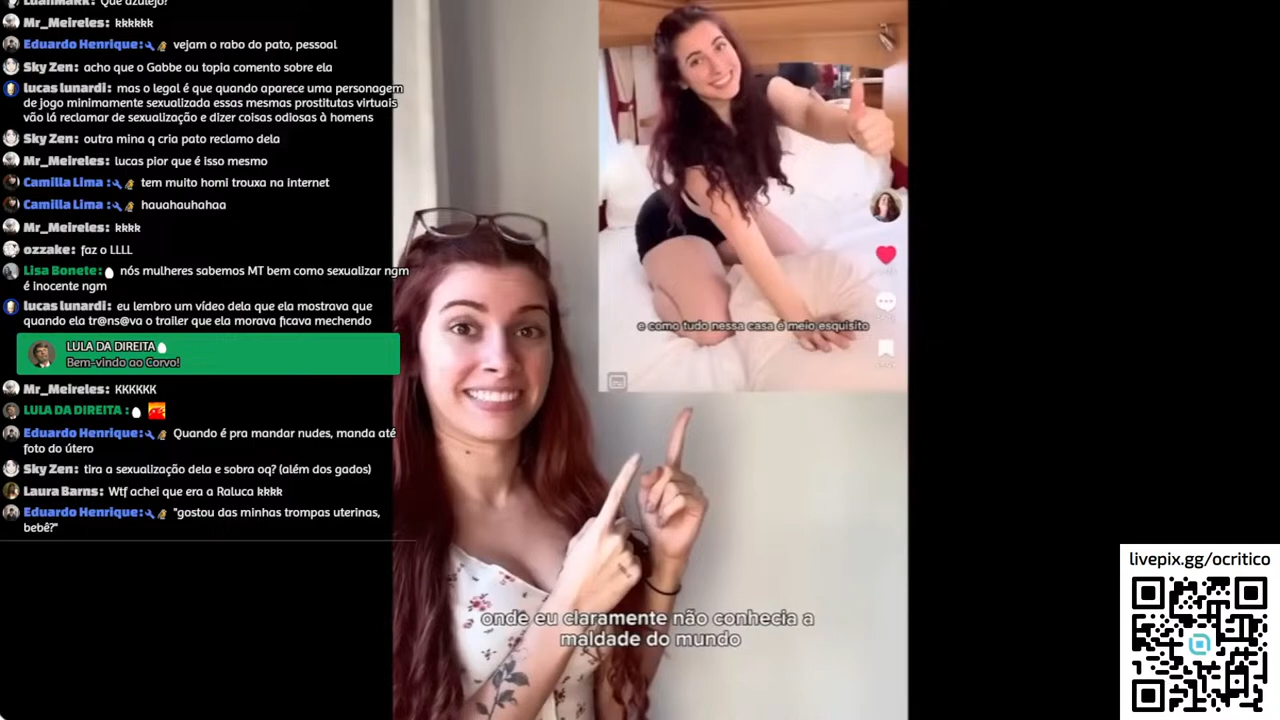 LuanMark: Que azulejo?
Mr_Meireles: kkkkkk
Eduardo Henrique: vejam o rabo do pato, pessoal
Sky Zen: acho que o Gabbe ou topia comento sobre ela
lucas lunardi: mas o legal é que quando aparece uma personagem
de jogo minimamente sexualizada essas mesmas prostitutas virtuais
vão lá reclamar de sexualização e dizer coisas odiosas à homens
Sky Zen: outra mina q cria pato reclamo dela
Mr_Meireles: lucas pior que é isso mesmo
Camilla Lima : tem muito homi trouxa na internet
Camilla Lima : hauahauhahaa
Mr_Meireles: kkkk
ozzake: faz o LLLL
Lisa Bonete: nós mulheres sabemos MT bem como sexualizar ngm
é inocente ngm
lucas lunardi: eu lembro um vídeo dela que ela mostrava que
quando ela tr@ns@va o trailer que ela morava ficava mechendo
LULA DA DIREITA
Bem-vindo ao Corvo!
Mr_Meireles: KKKKKK
LULA DA DIREITA :
Eduardo Henrique: Quando é pra mandar nudes, manda até
foto do útero
Sky Zen: tira a sexualização dela e sobra oq? (além dos gados)
Laura Barns: Wtf achei que era a Raluca kkkk
Eduardo Henrique: "gostou das minhas trompas uterinas,
bebê?"
e como tudo nessa casa é meio esquisito
onde eu claramente não conhecia a
maldade do mundo
livepix.gg/ocritico